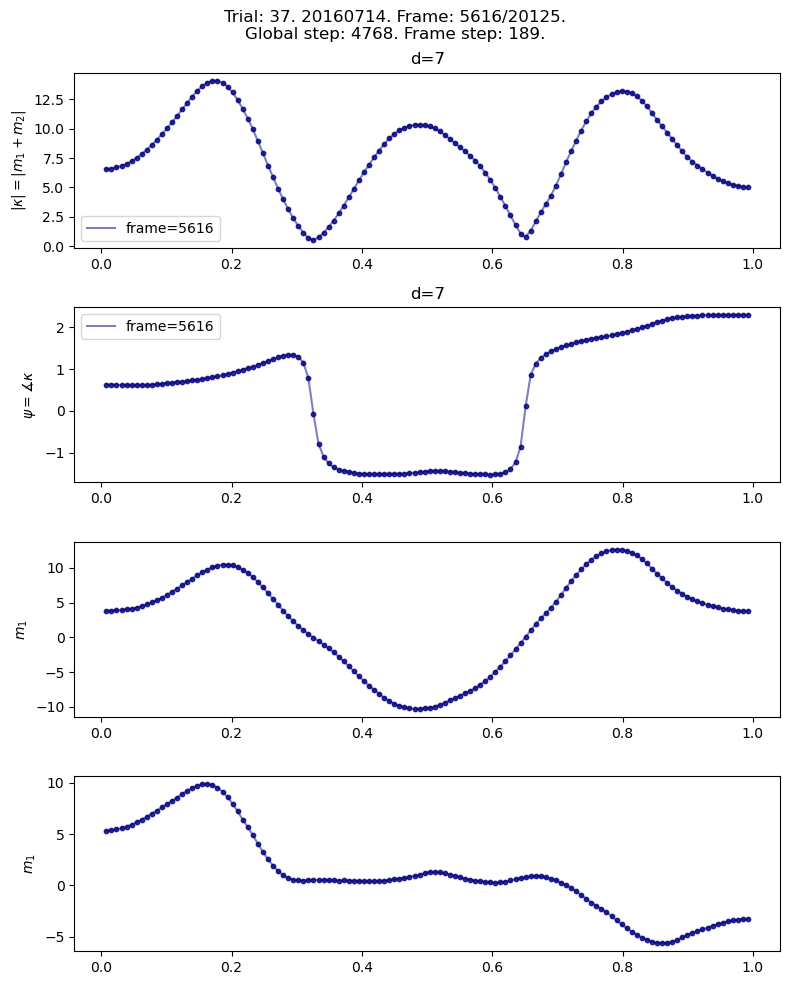 Trial: 37. 20160714. Frame: 5616/20125.
Global step: 4768. Frame step: 189.
d=7
|κ| = |m₁ + m₂|
12.5
10.0
7.5
5.0
2.5
0.0
frame=5616
0.0 0.2 0.4 0.6 0.8 1.0
d=7
ψ = ∡κ
2
1
0
−1
frame=5616
0.0 0.2 0.4 0.6 0.8 1.0
m₁
10
5
0
−5
−10
0.0 0.2 0.4 0.6 0.8 1.0
m₁
10
5
0
−5
0.0 0.2 0.4 0.6 0.8 1.0